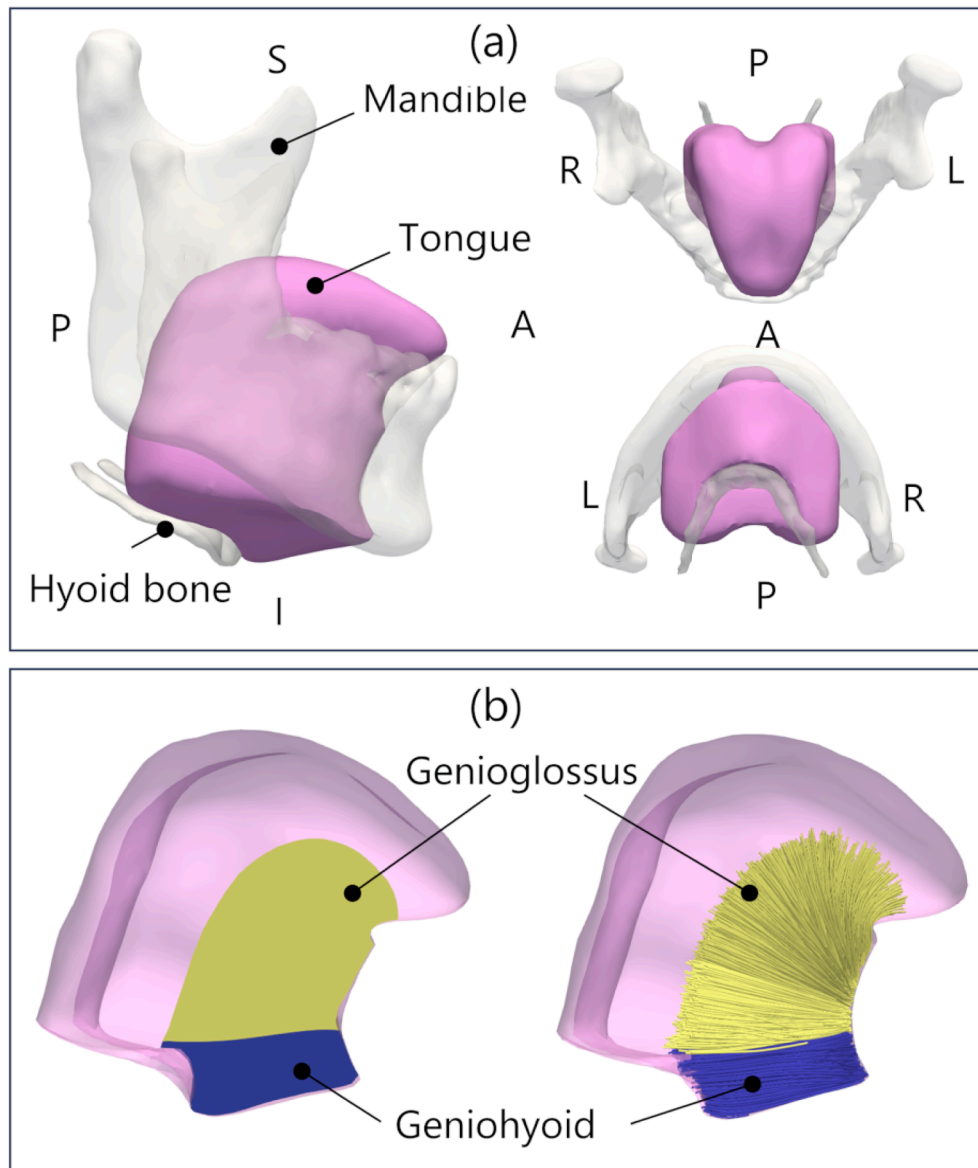 (a)
S
Mandible
Tongue
P
A
Hyoid bone
I
P
R
L
A
L
R
P
(b)
Genioglossus
Geniohyoid